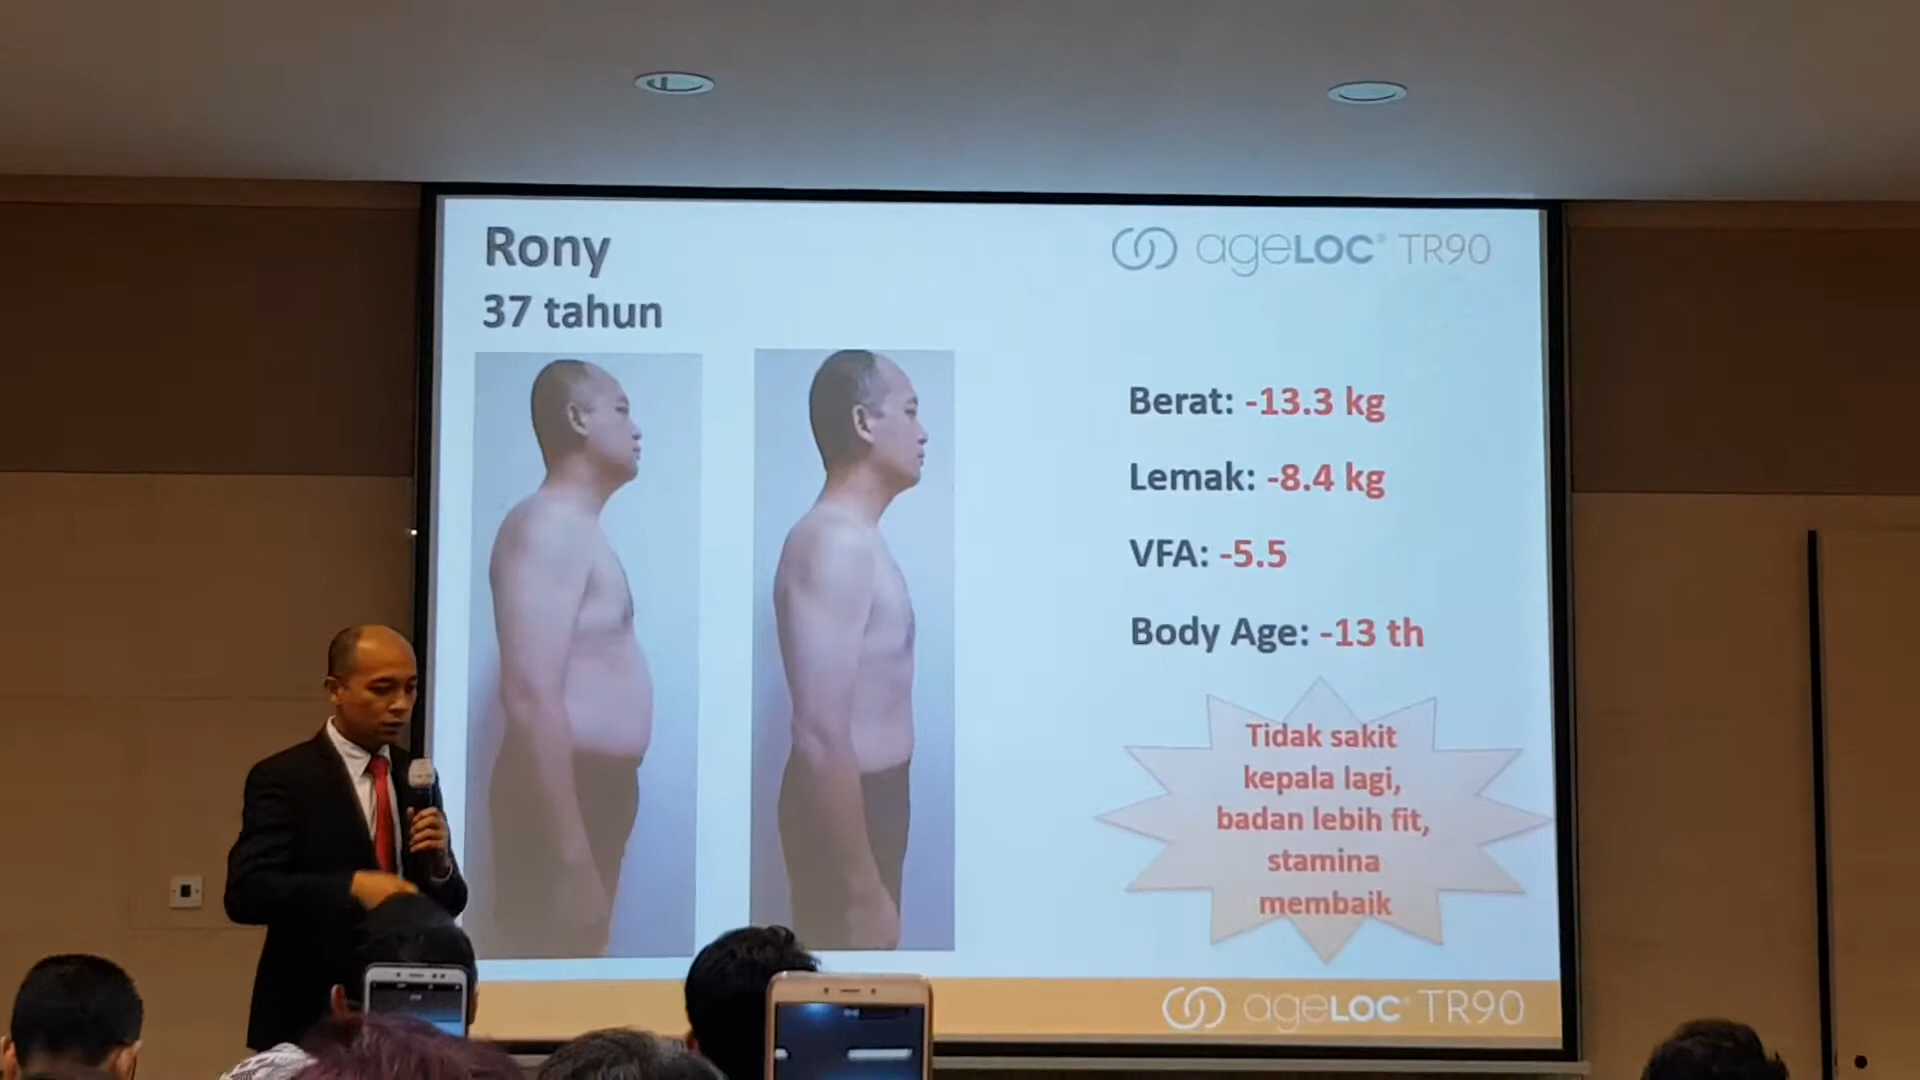 Rony
37 tahun
ageLOC® TR90
Berat: -13.3 kg
Lemak: -8.4 kg
VFA: -5.5
Body Age: -13 th
Tidak sakit
kepala lagi,
badan lebih fit,
stamina
membaik
ageLOC® TR90